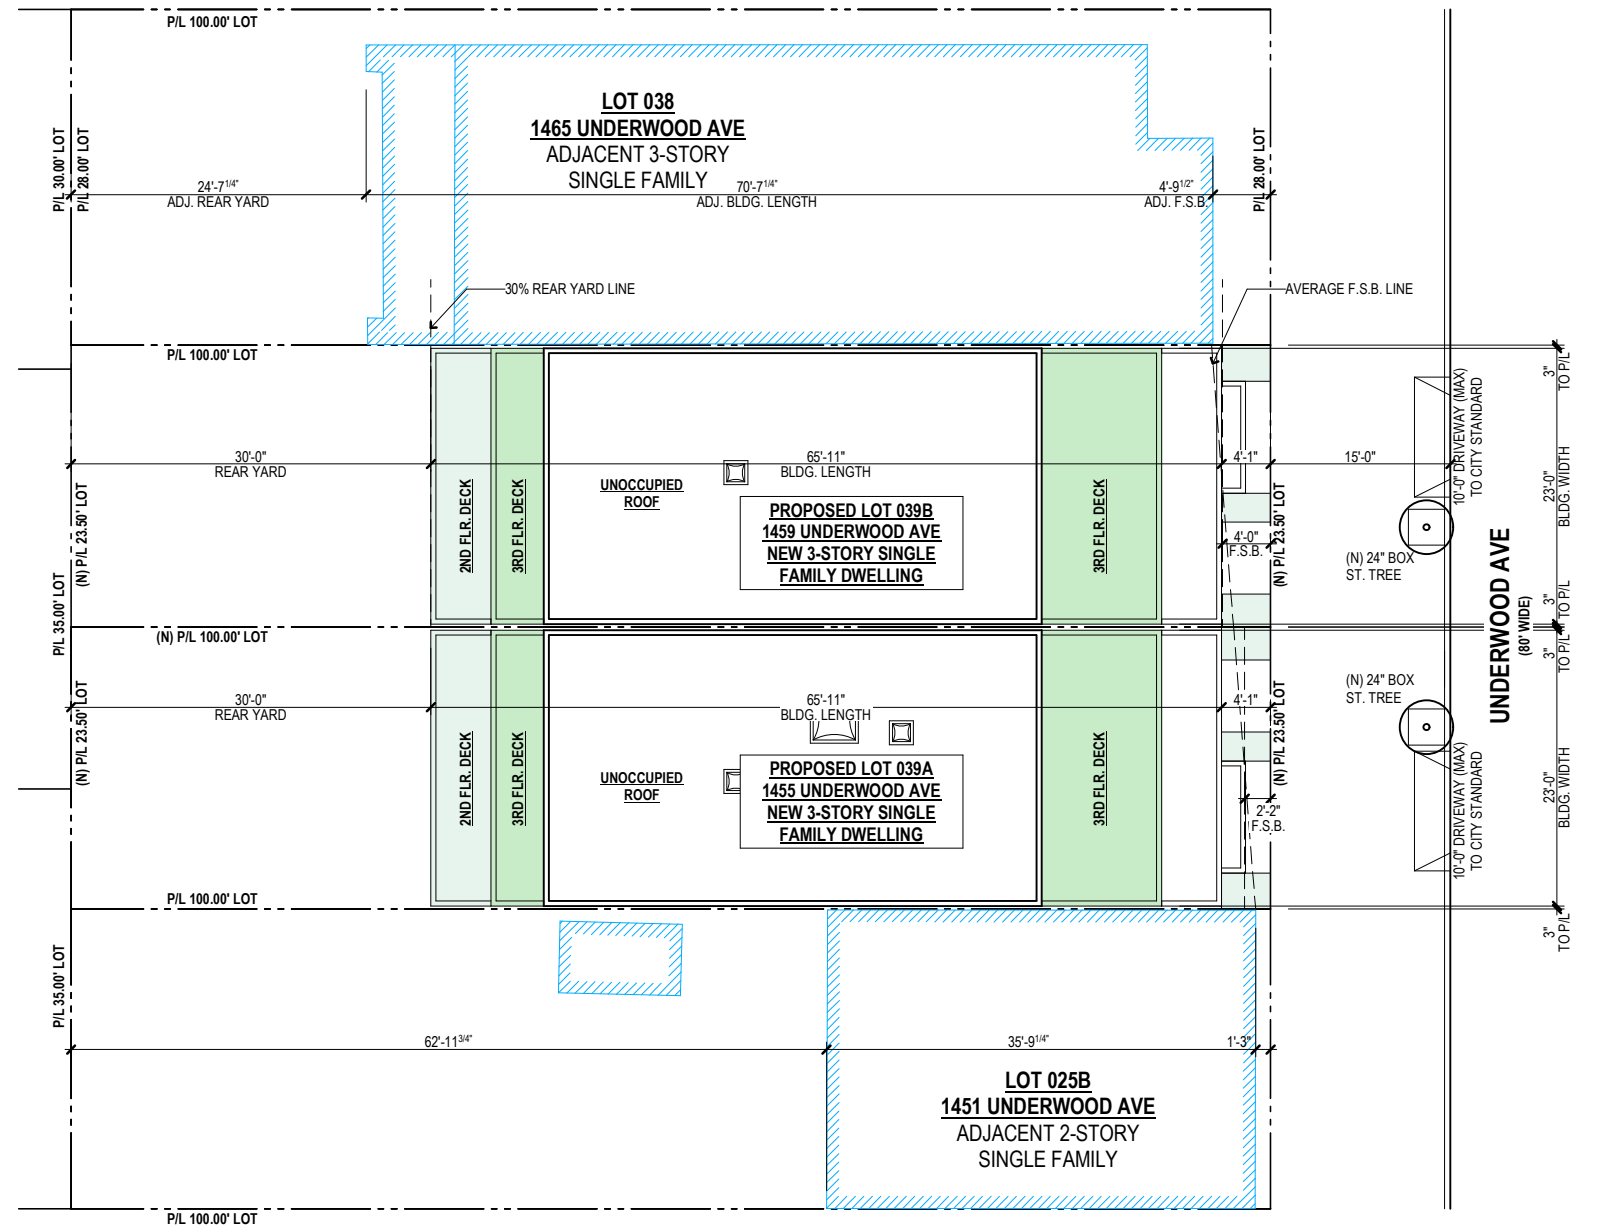 P/L 100.00' LOT
LOT 038
1465 UNDERWOOD AVE
ADJACENT 3-STORY
SINGLE FAMILY
P/L 30.00' LOT
P/L 28.00' LOT
P/L 28.00' LOT
24'-7 1/4"
ADJ. REAR YARD
70'-7 1/4"
ADJ. BLDG. LENGTH
4'-9 1/2"
ADJ. F.S.B.
30% REAR YARD LINE
AVERAGE F.S.B. LINE
P/L 100.00' LOT
3"
TO P/L
10'-0" DRIVEWAY (MAX)
TO CITY STANDARD
30'-0"
REAR YARD
65'-11"
BLDG. LENGTH
4'-1"
15'-0"
23'-0"
BLDG. WIDTH
(N) P/L 23.50' LOT
2ND FLR. DECK
3RD FLR. DECK
UNOCCUPIED
ROOF
PROPOSED LOT 039B
1459 UNDERWOOD AVE
NEW 3-STORY SINGLE
FAMILY DWELLING
3RD FLR. DECK
4'-0"
F.S.B.
(N) P/L 23.50' LOT
(N) 24" BOX
ST. TREE
UNDERWOOD AVE
(80' WIDE)
3"
TO P/L
P/L 35.00' LOT
(N) P/L 100.00' LOT
3"
TO P/L
30'-0"
REAR YARD
65'-11"
BLDG. LENGTH
4'-1"
(N) 24" BOX
ST. TREE
(N) P/L 23.50' LOT
2ND FLR. DECK
3RD FLR. DECK
UNOCCUPIED
ROOF
PROPOSED LOT 039A
1455 UNDERWOOD AVE
NEW 3-STORY SINGLE
FAMILY DWELLING
3RD FLR. DECK
(N) P/L 23.50' LOT
2'-2"
F.S.B.
10'-0" DRIVEWAY (MAX)
TO CITY STANDARD
23'-0"
BLDG. WIDTH
P/L 100.00' LOT
3"
TO P/L
P/L 35.00' LOT
62'-11 3/4"
35'-9 1/4"
1'-3"
LOT 025B
1451 UNDERWOOD AVE
ADJACENT 2-STORY
SINGLE FAMILY
P/L 100.00' LOT